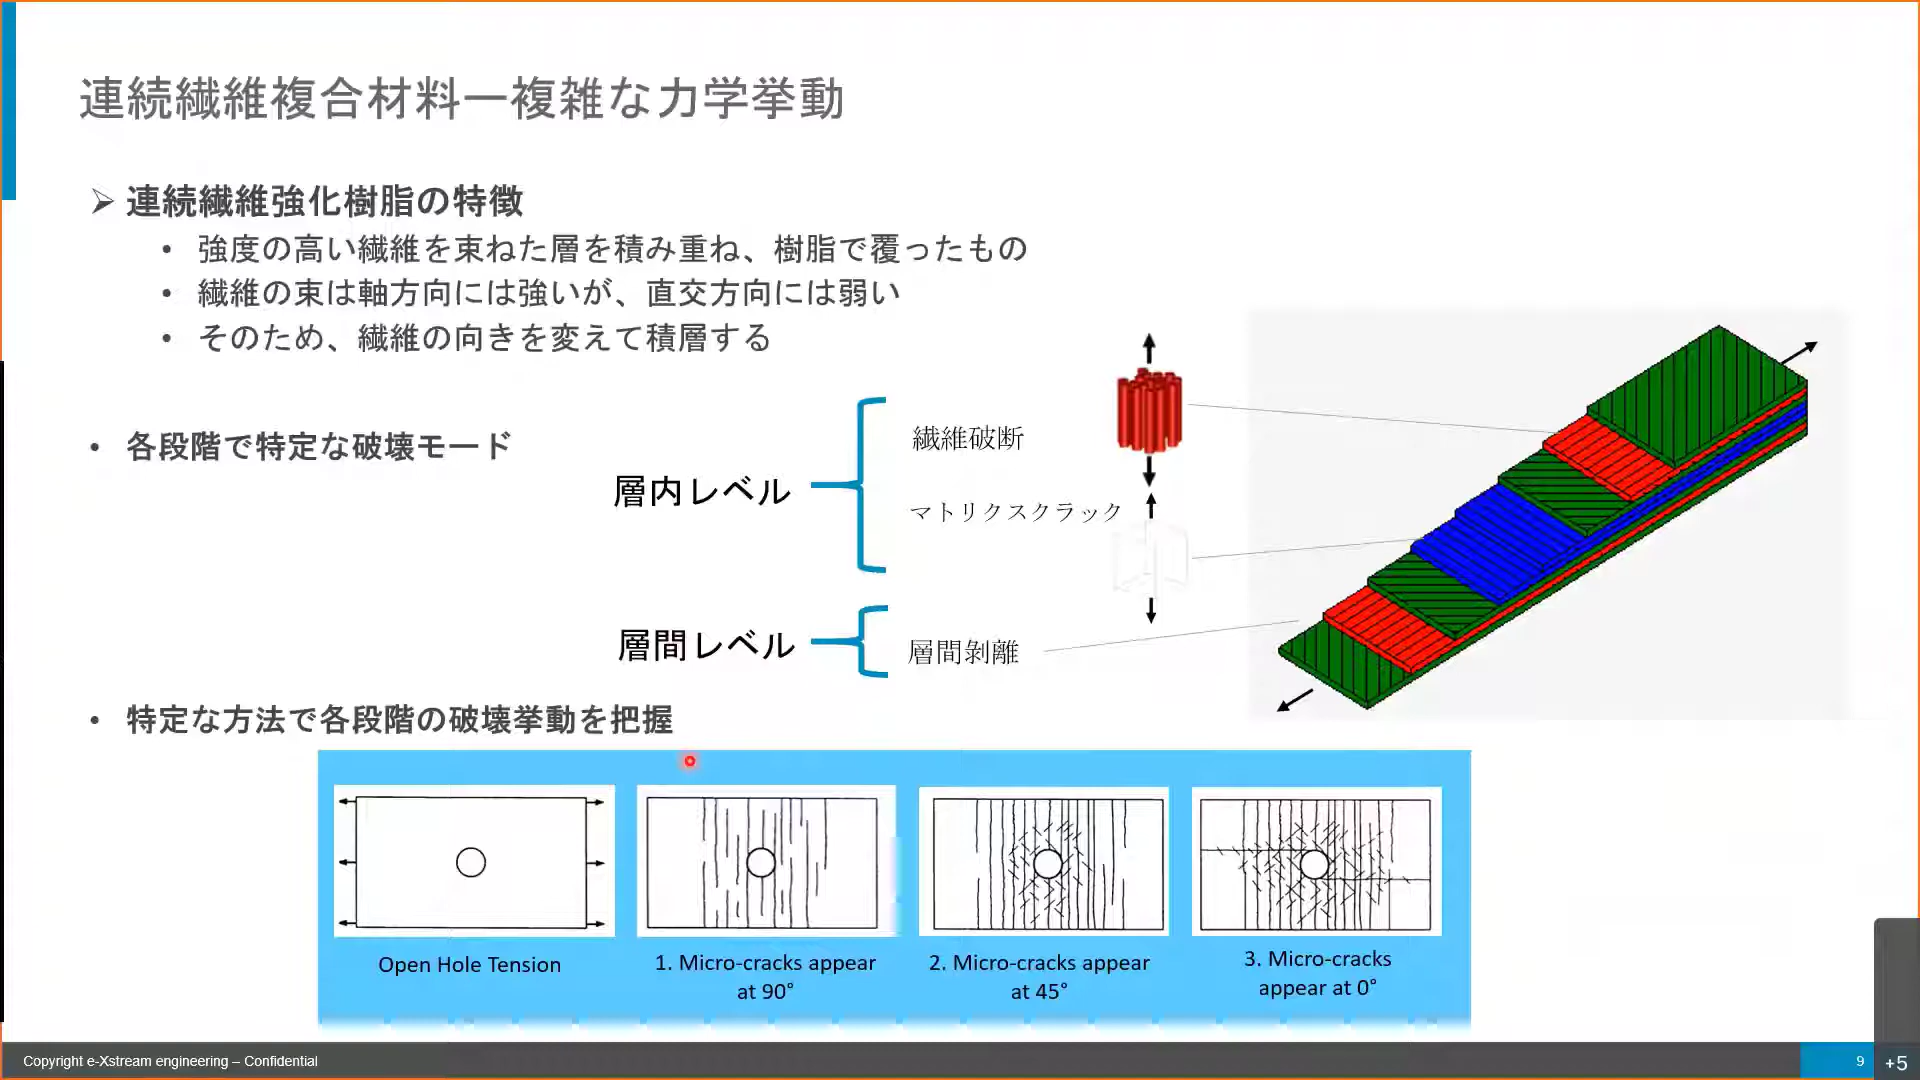 連続繊維複合材料―複雑な力学挙動
➢ 連続繊維強化樹脂の特徴
• 強度の高い繊維を束ねた層を積み重ね、樹脂で覆ったもの
• 繊維の束は軸方向には強いが、直交方向には弱い
• そのため、繊維の向きを変えて積層する
• 各段階で特定な破壊モード
層内レベル
繊維破断
マトリクスクラック
層間レベル
層間剥離
• 特定な方法で各段階の破壊挙動を把握
Open Hole Tension
1. Micro-cracks appear
at 90°
2. Micro-cracks appear
at 45°
3. Micro-cracks
appear at 0°
Copyright e-Xstream engineering – Confidential
9
+5